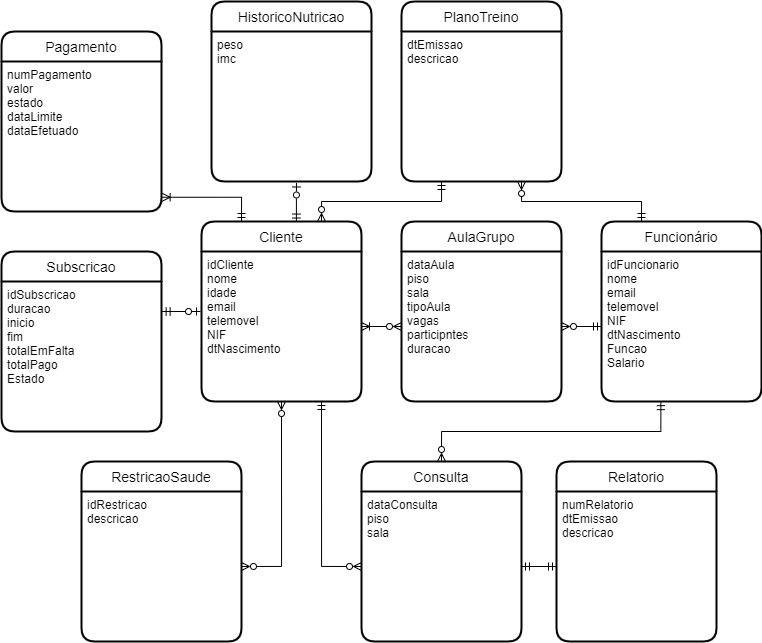 HistoricoNutricao
peso
imc
PlanoTreino
dtEmissao
descricao
Pagamento
numPagamento
valor
estado
dataLimite
dataEfetuado
Subscricao
idSubscricao
duracao
inicio
fim
totalEmFalta
totalPago
Estado
Cliente
idCliente
nome
idade
email
telemovel
NIF
dtNascimento
AulaGrupo
dataAula
piso
sala
tipoAula
vagas
particípntes
duracao
Funcionário
idFuncionario
nome
email
telemovel
NIF
dtNascimento
Funcao
Salario
RestricaoSaude
idRestricao
descricao
Consulta
dataConsulta
piso
sala
Relatorio
numRelatorio
dtEmissao
descricao